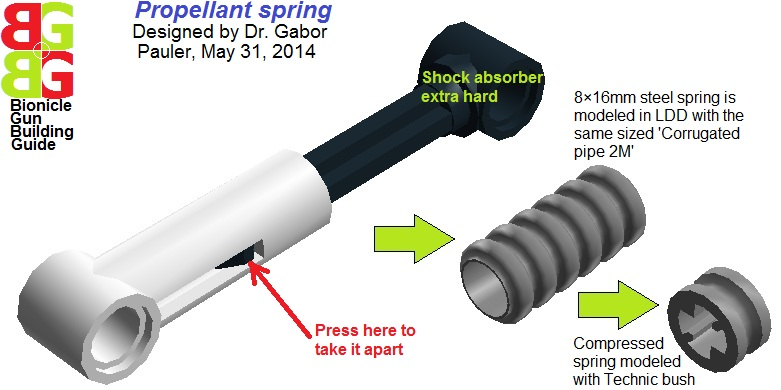 BG
BG
Bionicle
Gun
Building
Guide
Propellant spring
Designed by Dr. Gabor
Pauler, May 31, 2014
Shock absorber
extra hard
8×16mm steel spring is
modeled in LDD with the
same sized 'Corrugated
pipe 2M'
Press here to
take it apart
Compressed
spring modeled
with Technic bush